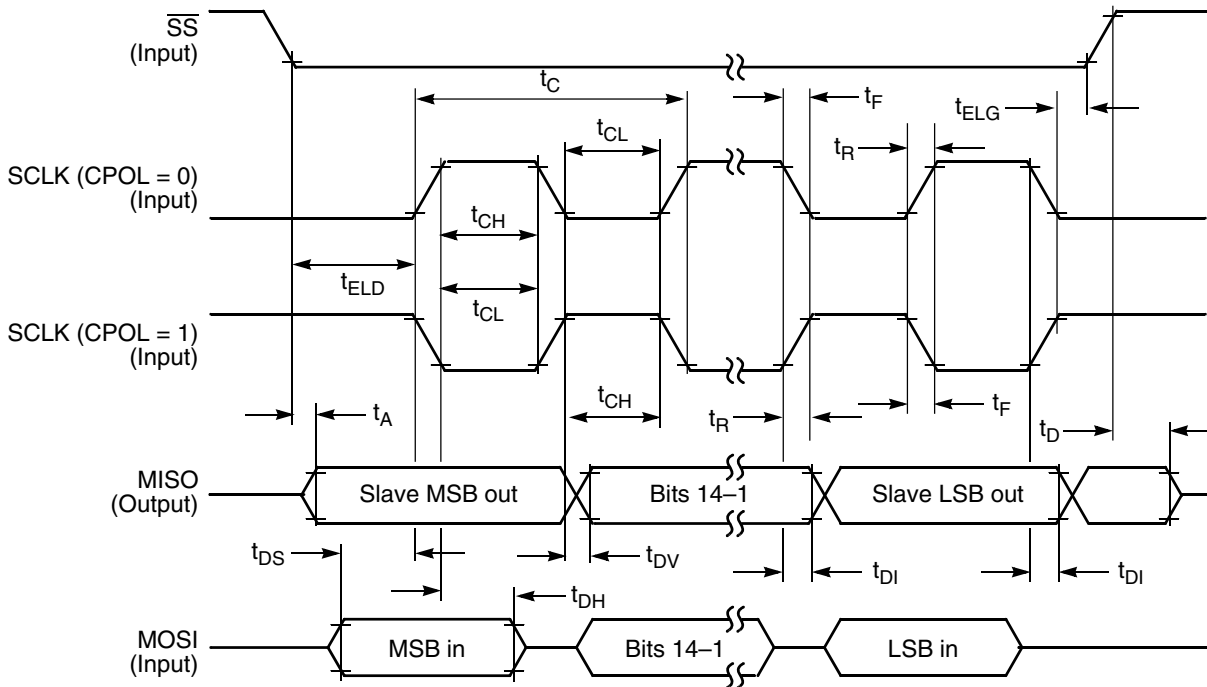 SS
(Input)
t_C
t_F
t_ELG
t_CL
t_R
SCLK (CPOL = 0)
(Input)
t_CH
t_ELD
t_CL
SCLK (CPOL = 1)
(Input)
t_A
t_CH
t_R
t_F
t_D
MISO
(Output)
Slave MSB out
Bits 14–1
Slave LSB out
t_DS
t_DV
t_DI
t_DI
t_DH
MOSI
(Input)
MSB in
Bits 14–1
LSB in